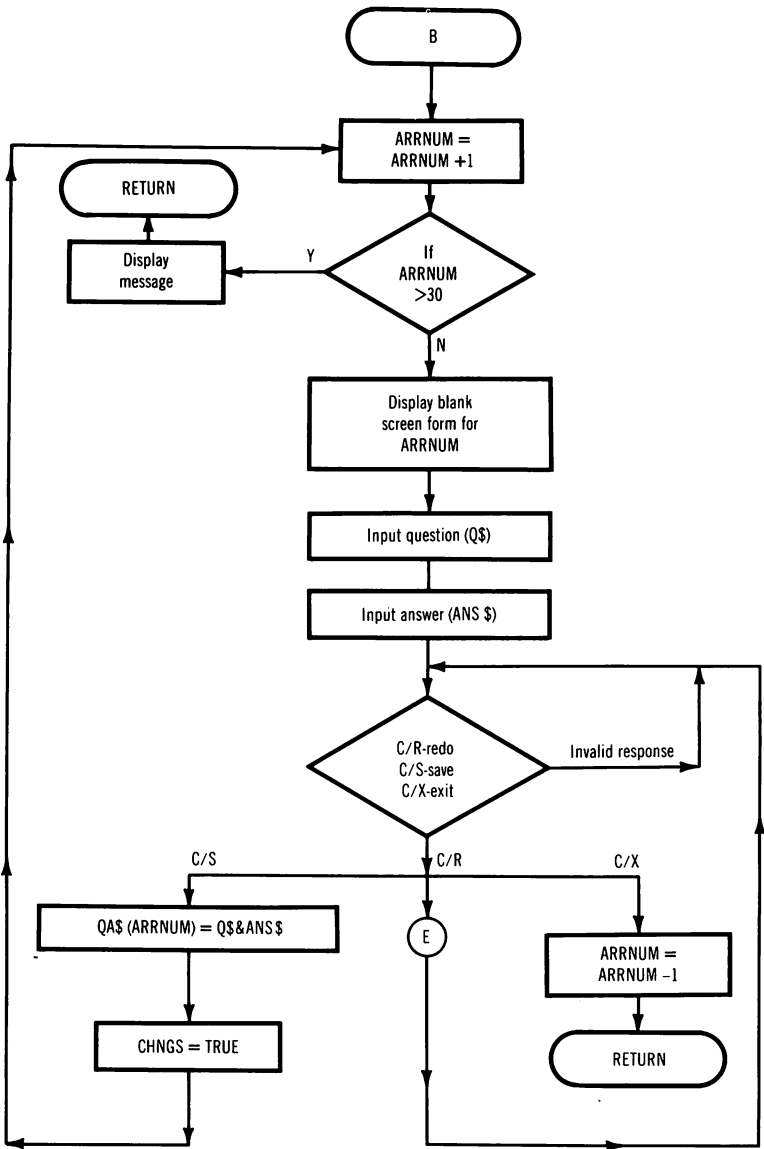 B
ARRNUM =
ARRNUM +1
RETURN
Display
message
Y
If
ARRNUM
>30
N
Display blank
screen form for
ARRNUM
Input question (Q$)
Input answer (ANS $)
C/R-redo
C/S-save
C/X-exit
Invalid response
C/S
C/R
C/X
QA$ (ARRNUM) = Q$&ANS $
E
ARRNUM =
ARRNUM –1
CHNGS = TRUE
RETURN